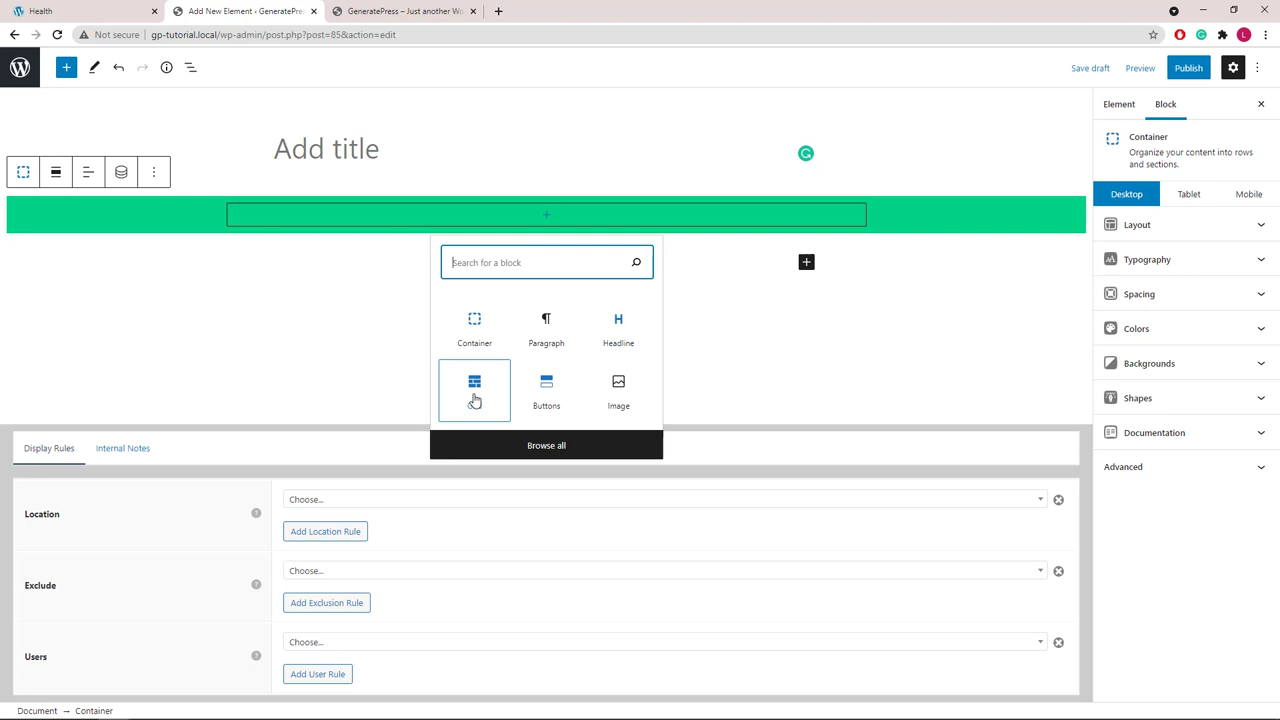 Health
Add New Element ‹ GeneratePres
GeneratePress – Just another Wo
Not secure
gp-tutorial.local/wp-admin/post.php?post=85&action=edit
L
Save draft
Preview
Publish
Element
Block
Add title
Container
Organize your content into rows
and sections.
Desktop
Tablet
Mobile
Layout
Search for a block
Typography
Spacing
Container
Paragraph
Headline
Colors
Backgrounds
Buttons
Image
Shapes
Documentation
Browse all
Display Rules
Internal Notes
Advanced
Location
Choose...
Add Location Rule
Exclude
Choose...
Add Exclusion Rule
Users
Choose...
Add User Rule
Document → Container